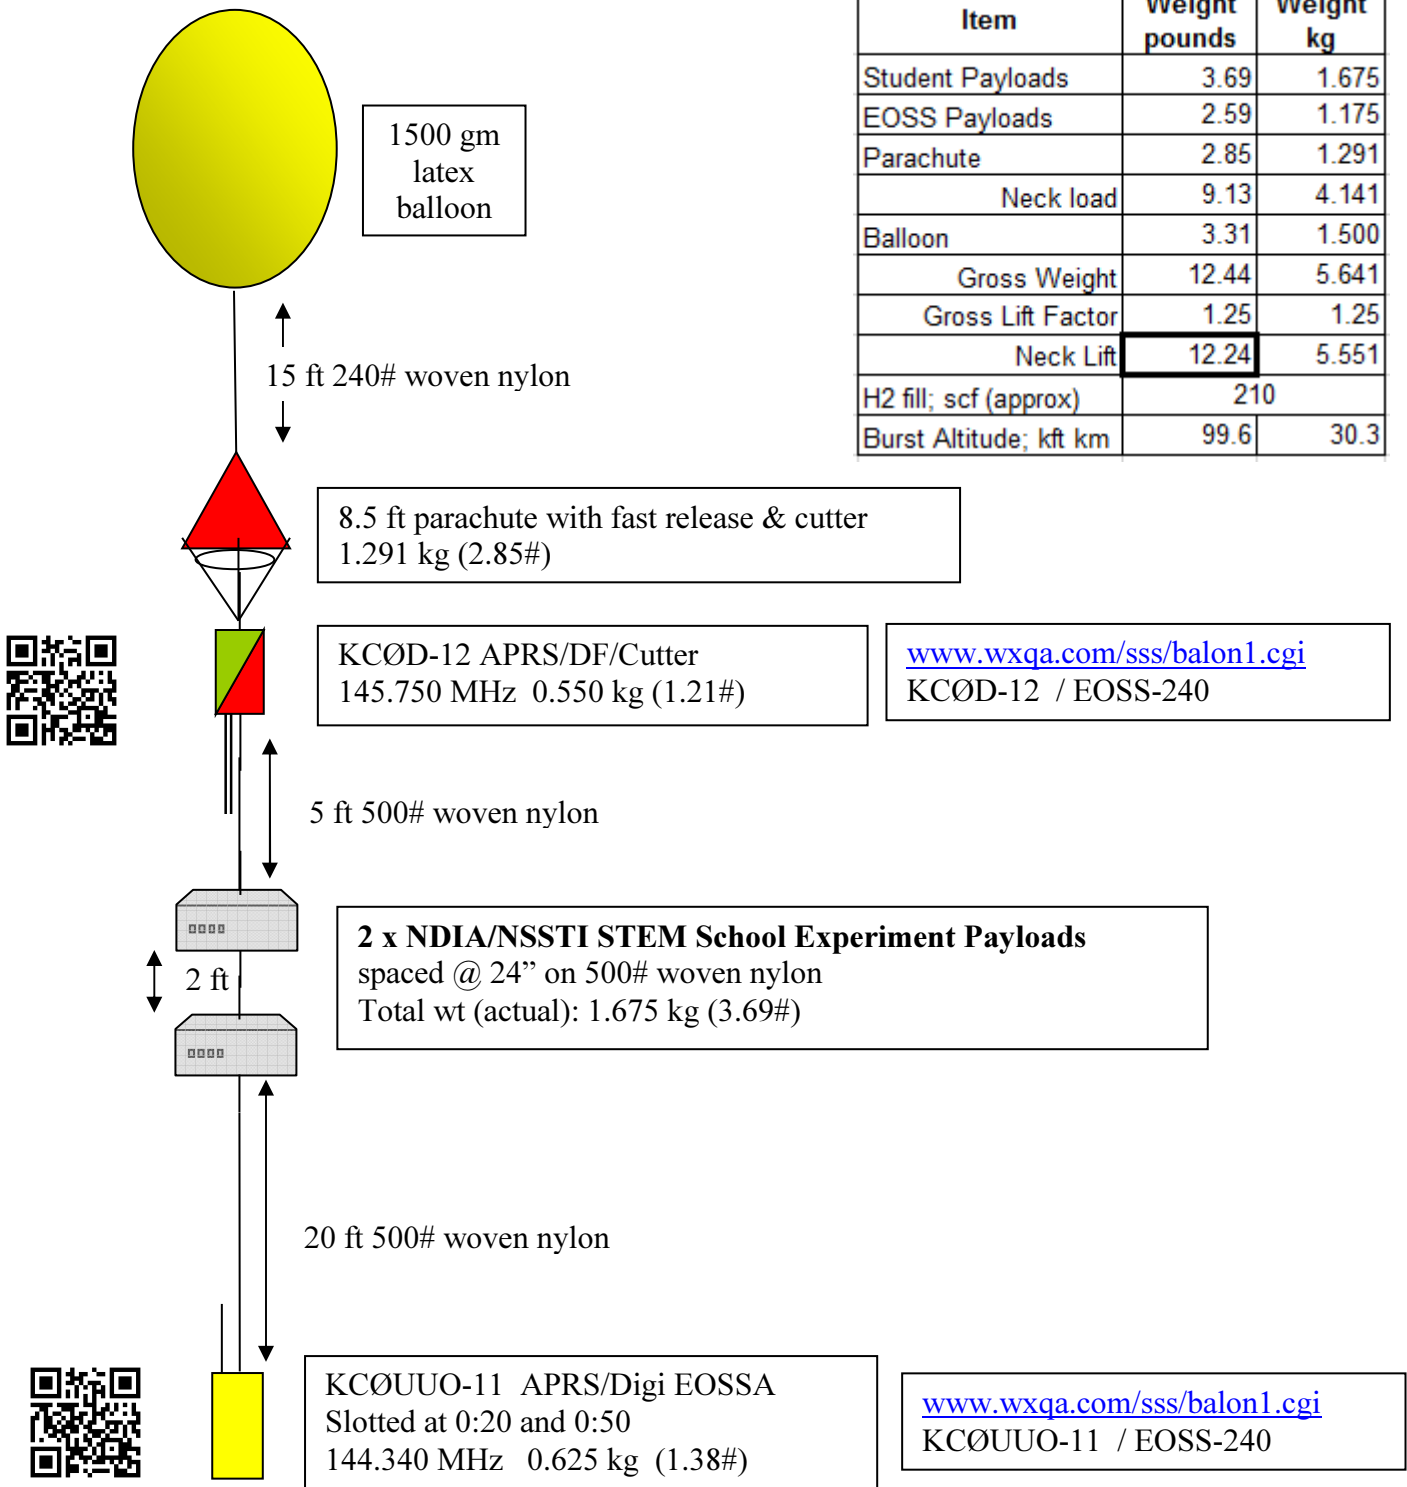 Item Weight pounds Weight kg
Student Payloads 3.69 1.675
EOSS Payloads 2.59 1.175
Parachute 2.85 1.291
Neck load 9.13 4.141
Balloon 3.31 1.500
Gross Weight 12.44 5.641
Gross Lift Factor 1.25 1.25
Neck Lift 12.24 5.551
H2 fill; scf (approx) 210
Burst Altitude; kft km 99.6 30.3
1500 gm
latex
balloon
15 ft 240# woven nylon
8.5 ft parachute with fast release & cutter
1.291 kg (2.85#)
KCØD-12 APRS/DF/Cutter
145.750 MHz 0.550 kg (1.21#)
www.wxqa.com/sss/balon1.cgi
KCØD-12 / EOSS-240
5 ft 500# woven nylon
2 x NDIA/NSSTI STEM School Experiment Payloads
spaced @ 24” on 500# woven nylon
Total wt (actual): 1.675 kg (3.69#)
2 ft
20 ft 500# woven nylon
KCØUUO-11 APRS/Digi EOSSA
Slotted at 0:20 and 0:50
144.340 MHz 0.625 kg (1.38#)
www.wxqa.com/sss/balon1.cgi
KCØUUO-11 / EOSS-240